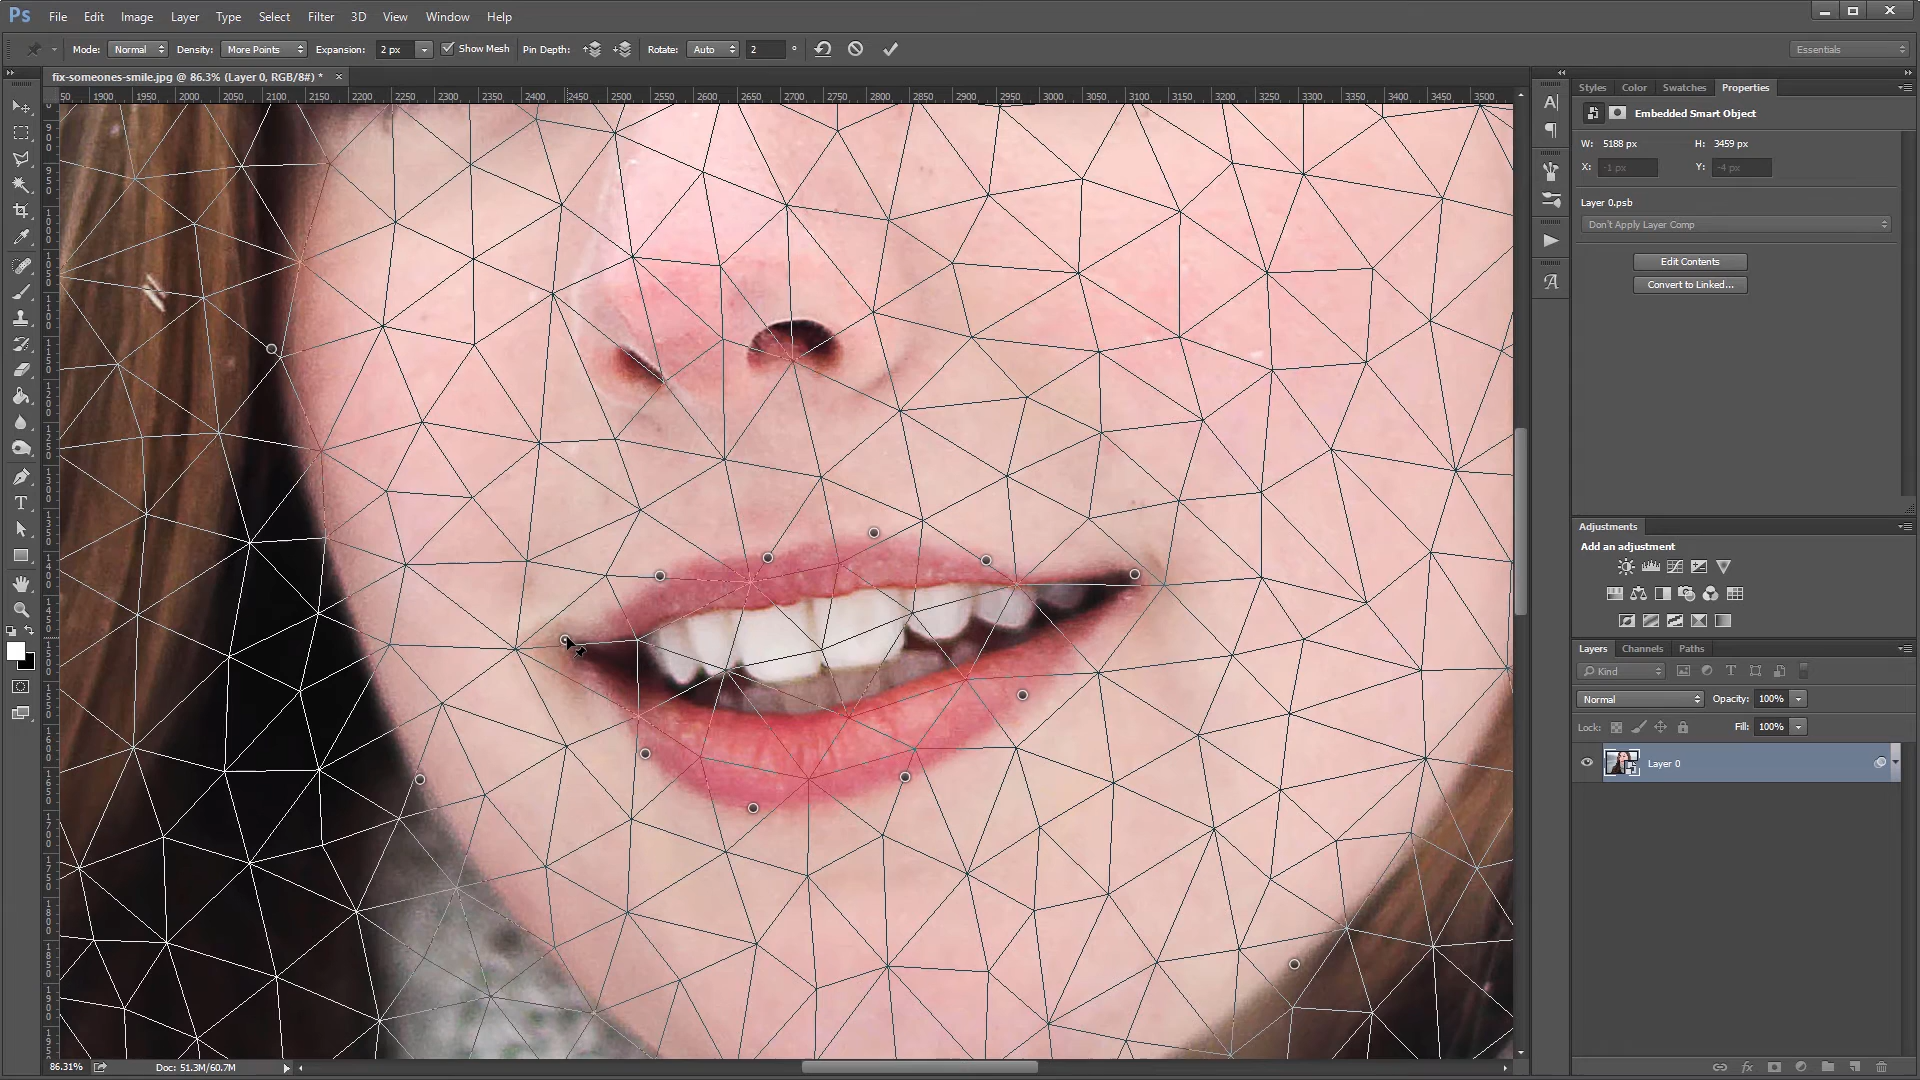 Ps File Edit Image Layer Type Select Filter 3D View Window Help
Mode: Normal Density: More Points Expansion: 2 px Show Mesh Pin Depth: Rotate: Auto 2 ° Essentials
fix-someones-smile.jpg @ 86.3% (Layer 0, RGB/8#) * ×
50 1900 1950 2000 2050 2100 2150 2200 2250 2300 2350 2400 2450 2500 2550 2600 2650 2700 2750 2800 2850 2900 2950 3000 3050 3100 3150 3200 3250 3300 3350 3400 3450 3500
Styles Color Swatches Properties
Embedded Smart Object
W: 5188 px H: 3459 px
X: -1 px Y: -4 px
Layer 0.psb
Don't Apply Layer Comp
Edit Contents
Convert to Linked...
Adjustments
Add an adjustment
Layers Channels Paths
Kind
Normal Opacity: 100%
Lock: Fill: 100%
Layer 0
fx
86.31% Doc: 51.3M/60.7M